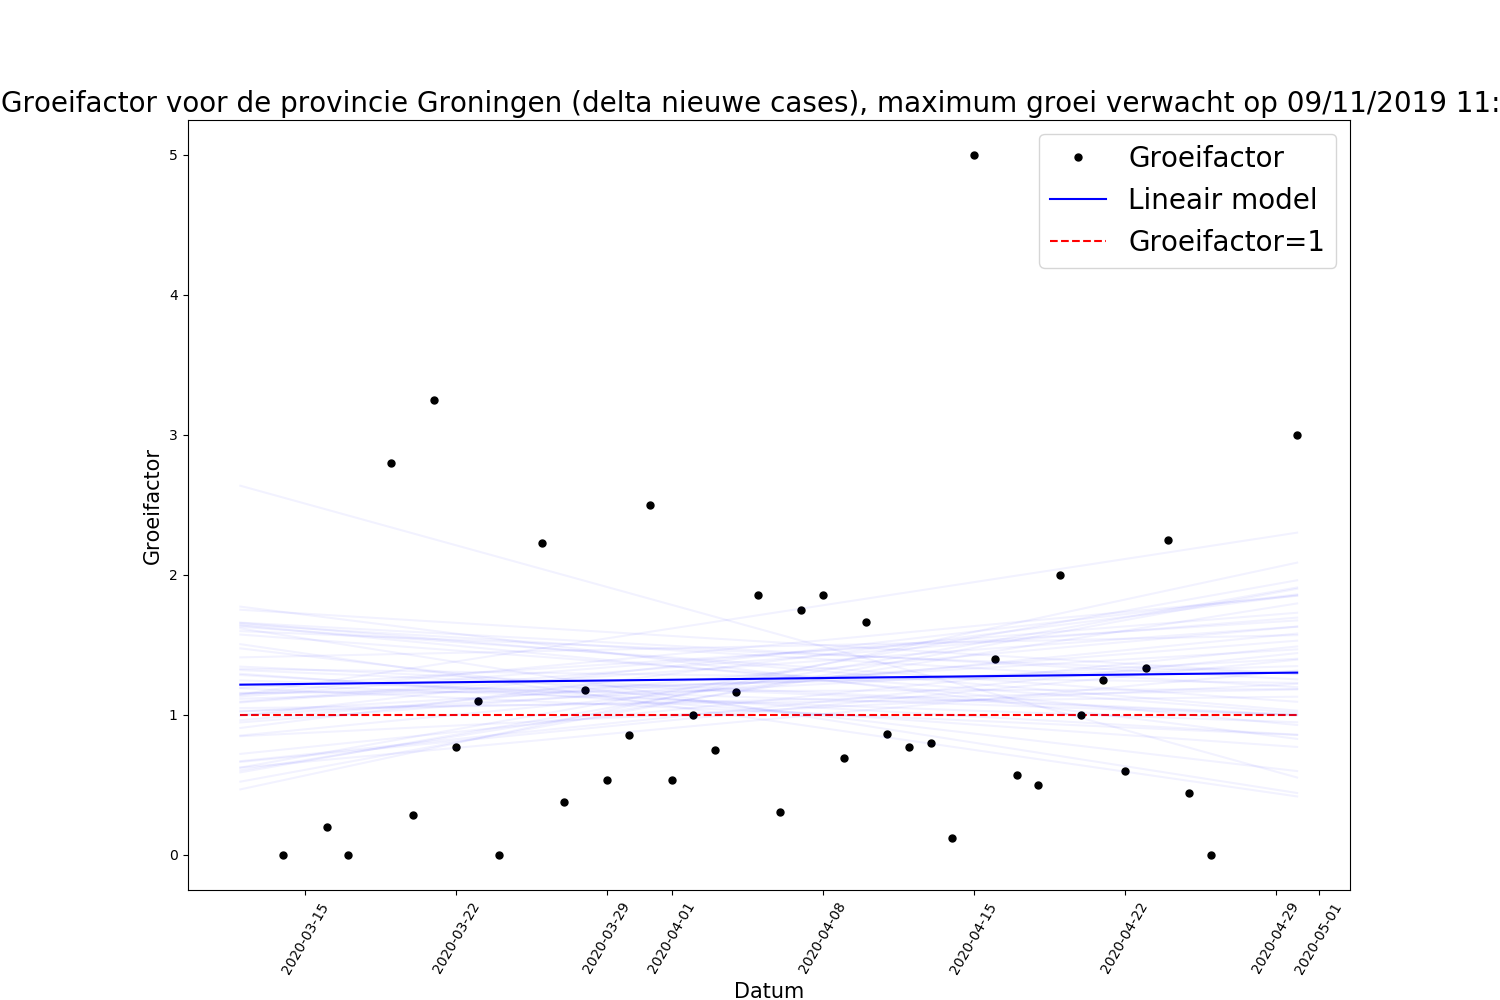 Groeifactor voor de provincie Groningen (delta nieuwe cases), maximum groei verwacht op 09/11/2019 11:
Groeifactor
Lineair model
Groeifactor=1
5
4
3
2
1
0
Groeifactor
2020-03-15
2020-03-22
2020-03-29
2020-04-01
2020-04-08
2020-04-15
2020-04-22
2020-04-29
2020-05-01
Datum